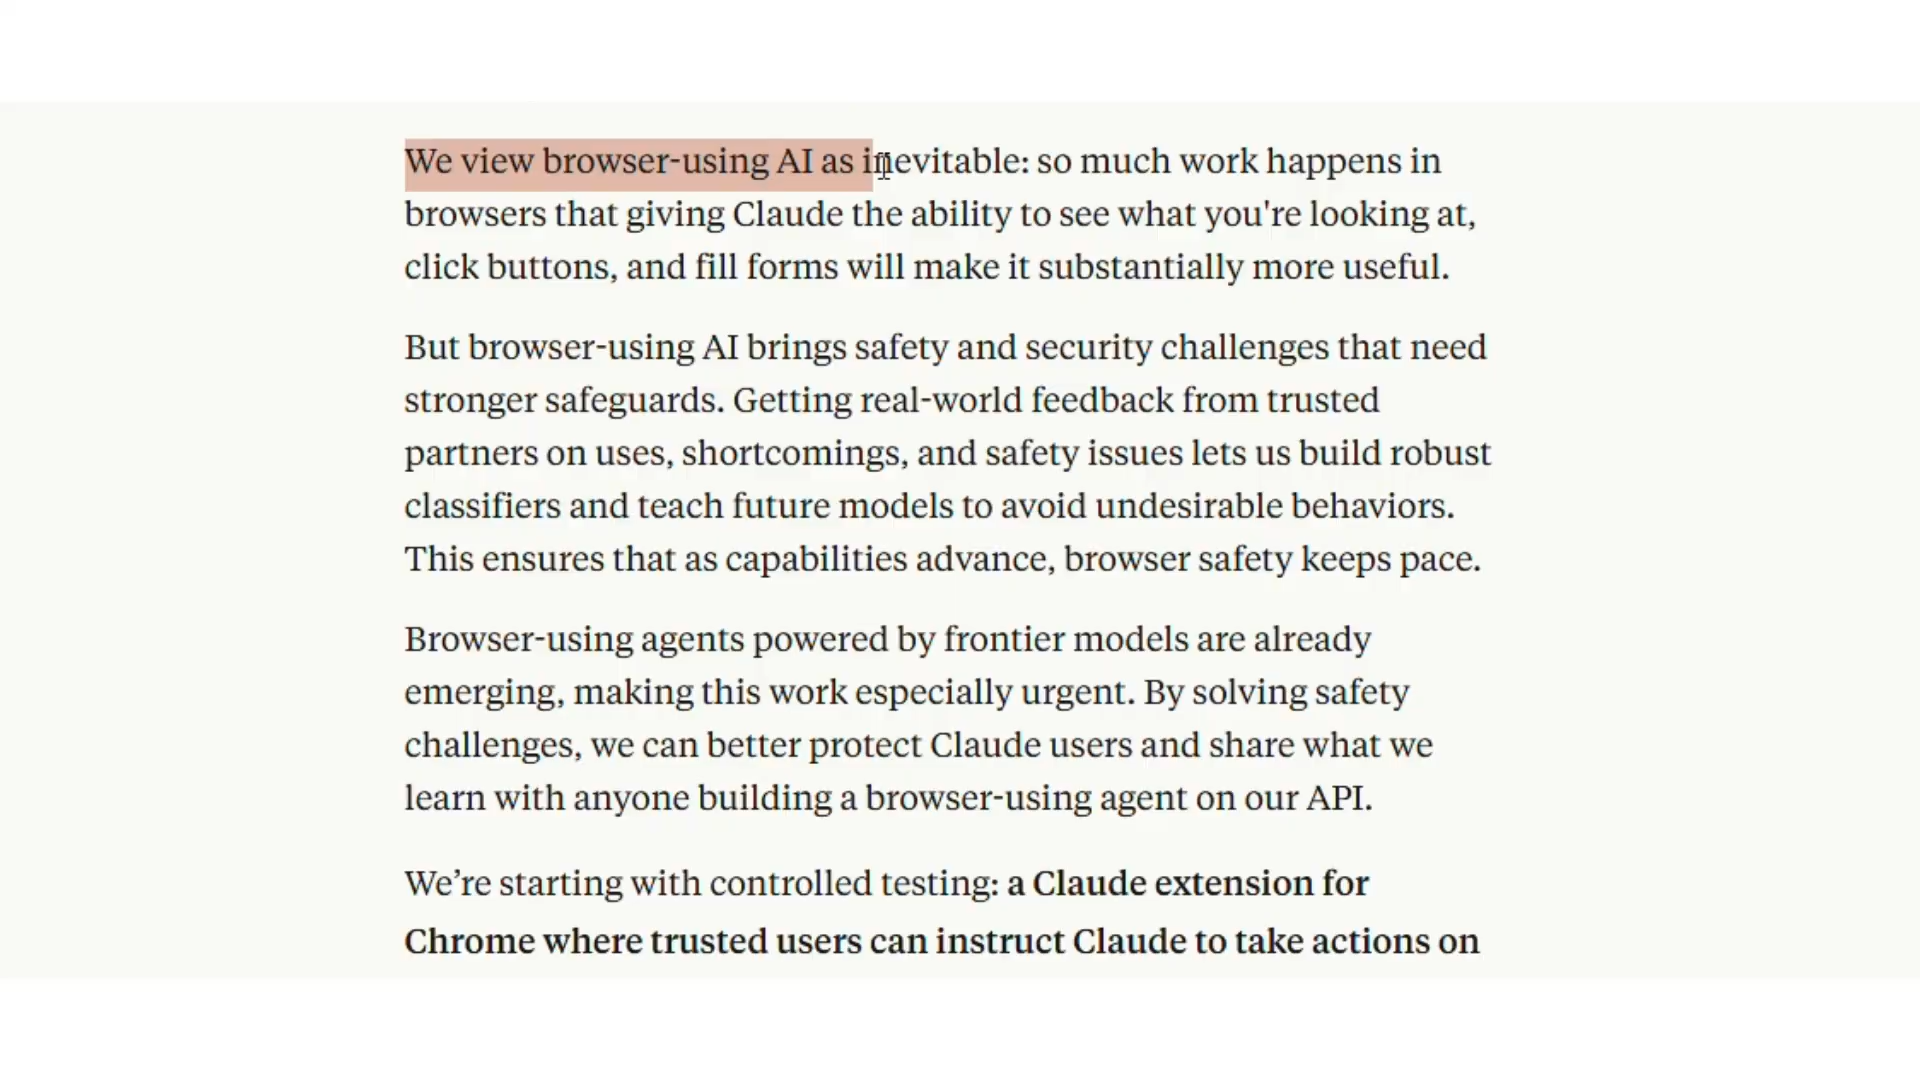 We view browser-using AI as inevitable: so much work happens in
browsers that giving Claude the ability to see what you're looking at,
click buttons, and fill forms will make it substantially more useful.
But browser-using AI brings safety and security challenges that need
stronger safeguards. Getting real-world feedback from trusted
partners on uses, shortcomings, and safety issues lets us build robust
classifiers and teach future models to avoid undesirable behaviors.
This ensures that as capabilities advance, browser safety keeps pace.
Browser-using agents powered by frontier models are already
emerging, making this work especially urgent. By solving safety
challenges, we can better protect Claude users and share what we
learn with anyone building a browser-using agent on our API.
We’re starting with controlled testing: a Claude extension for
Chrome where trusted users can instruct Claude to take actions on